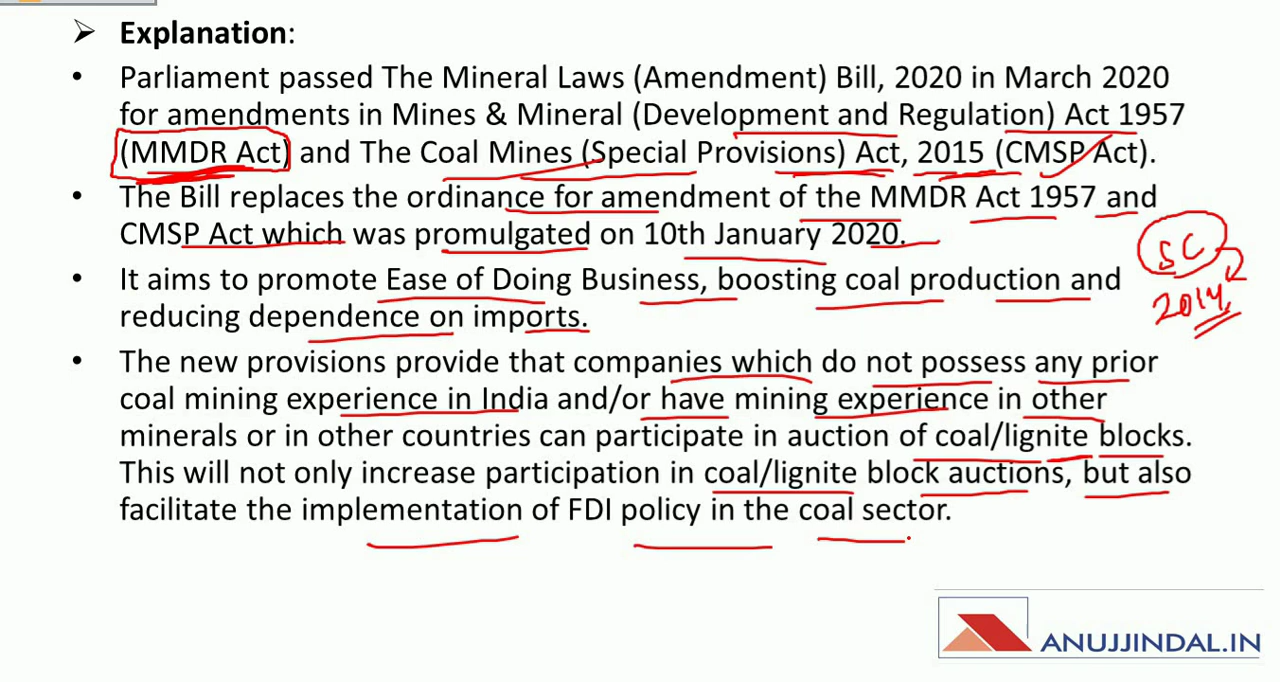 ➢ Explanation:
• Parliament passed The Mineral Laws (Amendment) Bill, 2020 in March 2020
for amendments in Mines & Mineral (Development and Regulation) Act 1957
(MMDR Act) and The Coal Mines (Special Provisions) Act, 2015 (CMSP Act).
• The Bill replaces the ordinance for amendment of the MMDR Act 1957 and
CMSP Act which was promulgated on 10th January 2020.
SC
2014
• It aims to promote Ease of Doing Business, boosting coal production and
reducing dependence on imports.
• The new provisions provide that companies which do not possess any prior
coal mining experience in India and/or have mining experience in other
minerals or in other countries can participate in auction of coal/lignite blocks.
This will not only increase participation in coal/lignite block auctions, but also
facilitate the implementation of FDI policy in the coal sector.
ANUJJINDAL.IN